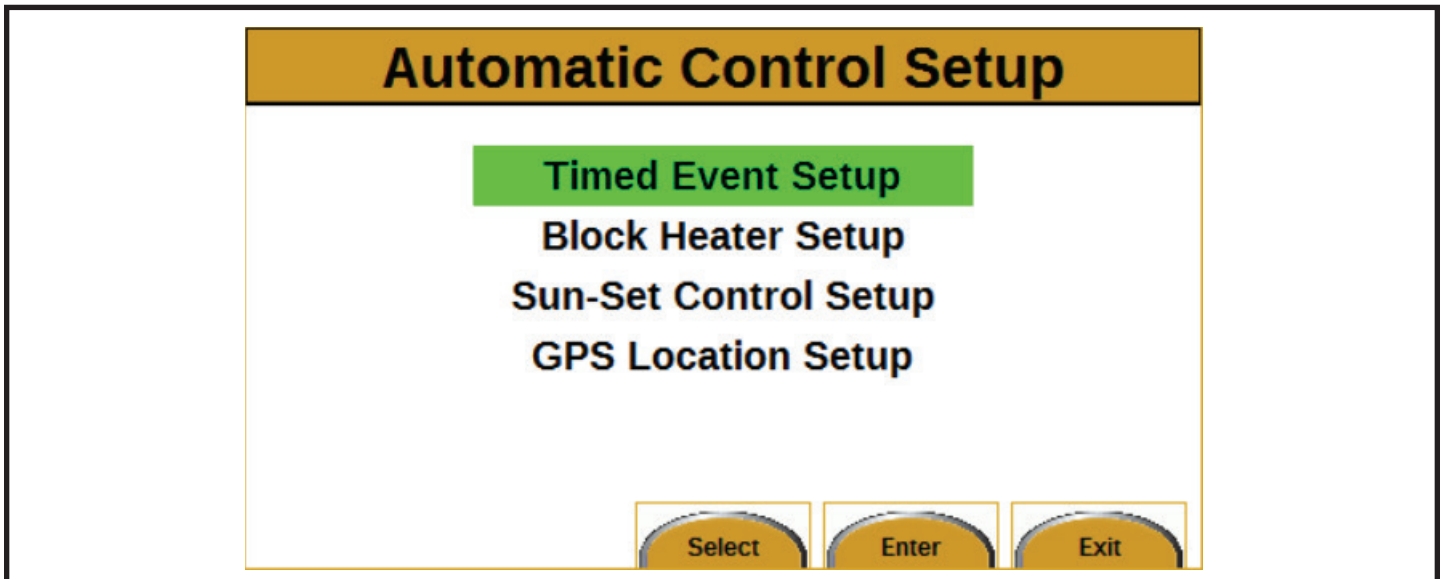 Automatic Control Setup
Timed Event Setup
Block Heater Setup
Sun-Set Control Setup
GPS Location Setup
Select Enter Exit